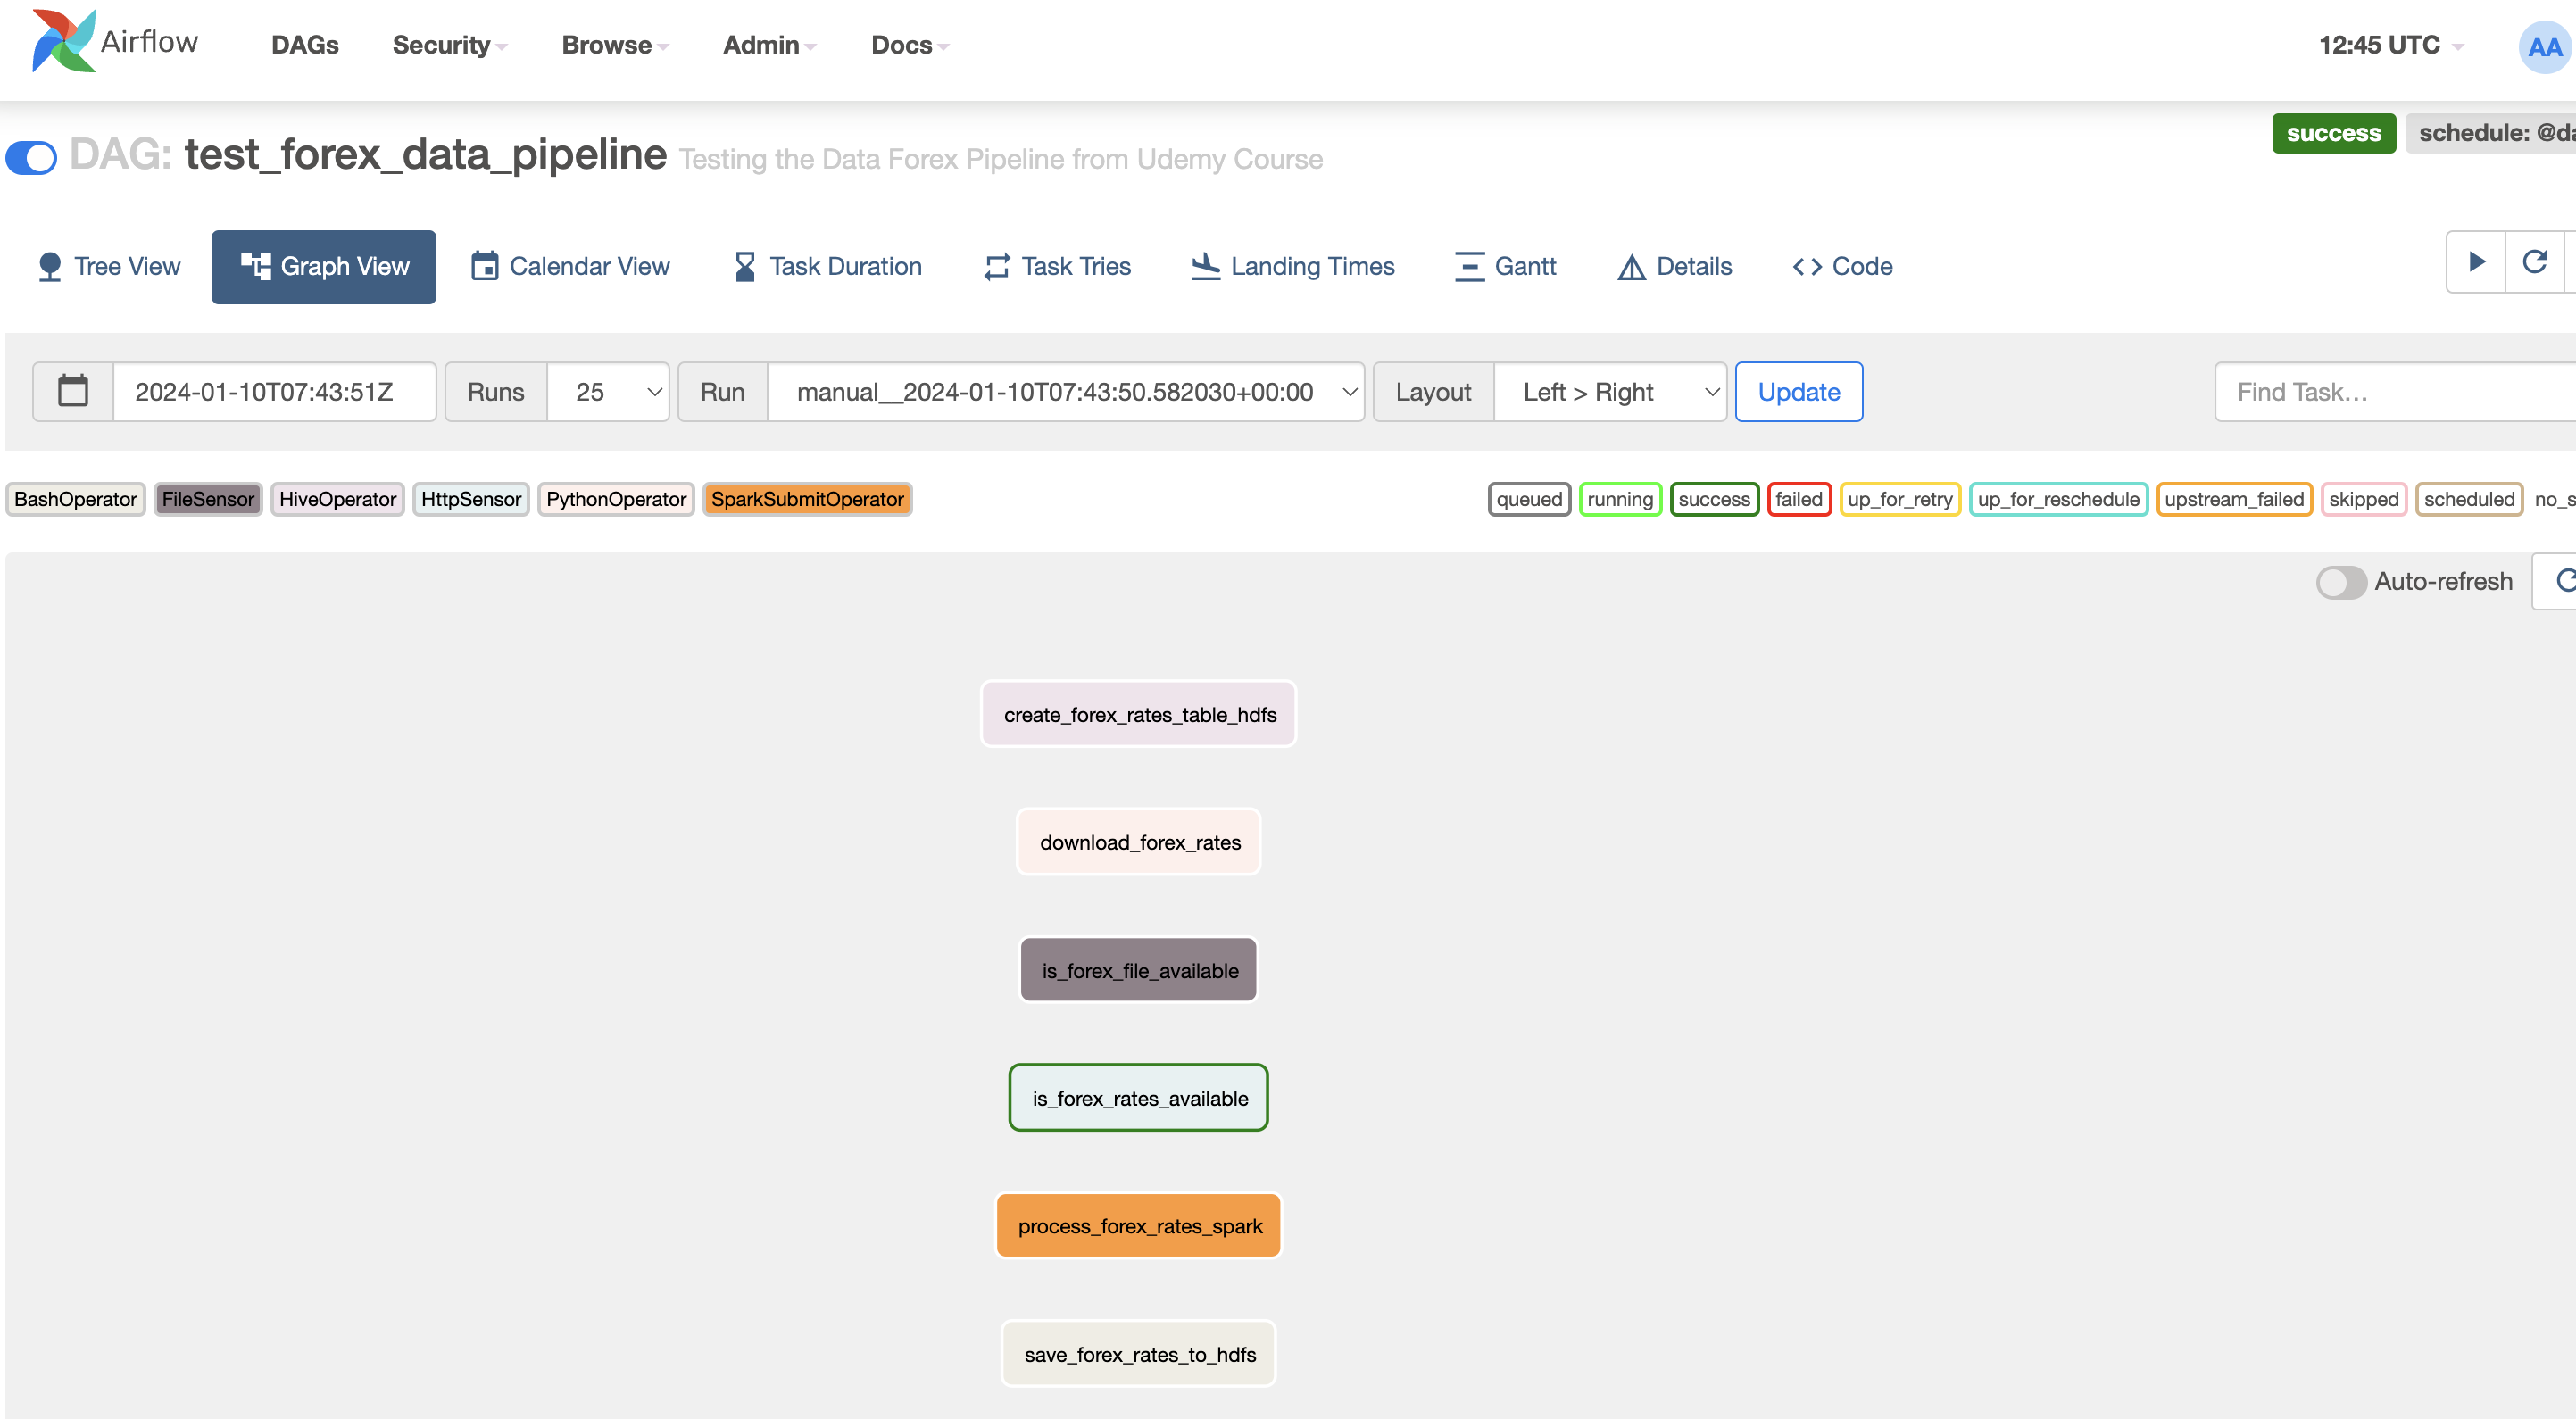 Airflow DAGs Security Browse Admin Docs 12:45 UTC AA
success schedule: @da
DAG: test_forex_data_pipeline Testing the Data Forex Pipeline from Udemy Course
Tree View Graph View Calendar View Task Duration Task Tries Landing Times Gantt Details Code
2024-01-10T07:43:51Z Runs 25 Run manual__2024-01-10T07:43:50.582030+00:00 Layout Left > Right Update Find Task...
BashOperator FileSensor HiveOperator HttpSensor PythonOperator SparkSubmitOperator queued running success failed up_for_retry up_for_reschedule upstream_failed skipped scheduled no_s
Auto-refresh
create_forex_rates_table_hdfs
download_forex_rates
is_forex_file_available
is_forex_rates_available
process_forex_rates_spark
save_forex_rates_to_hdfs